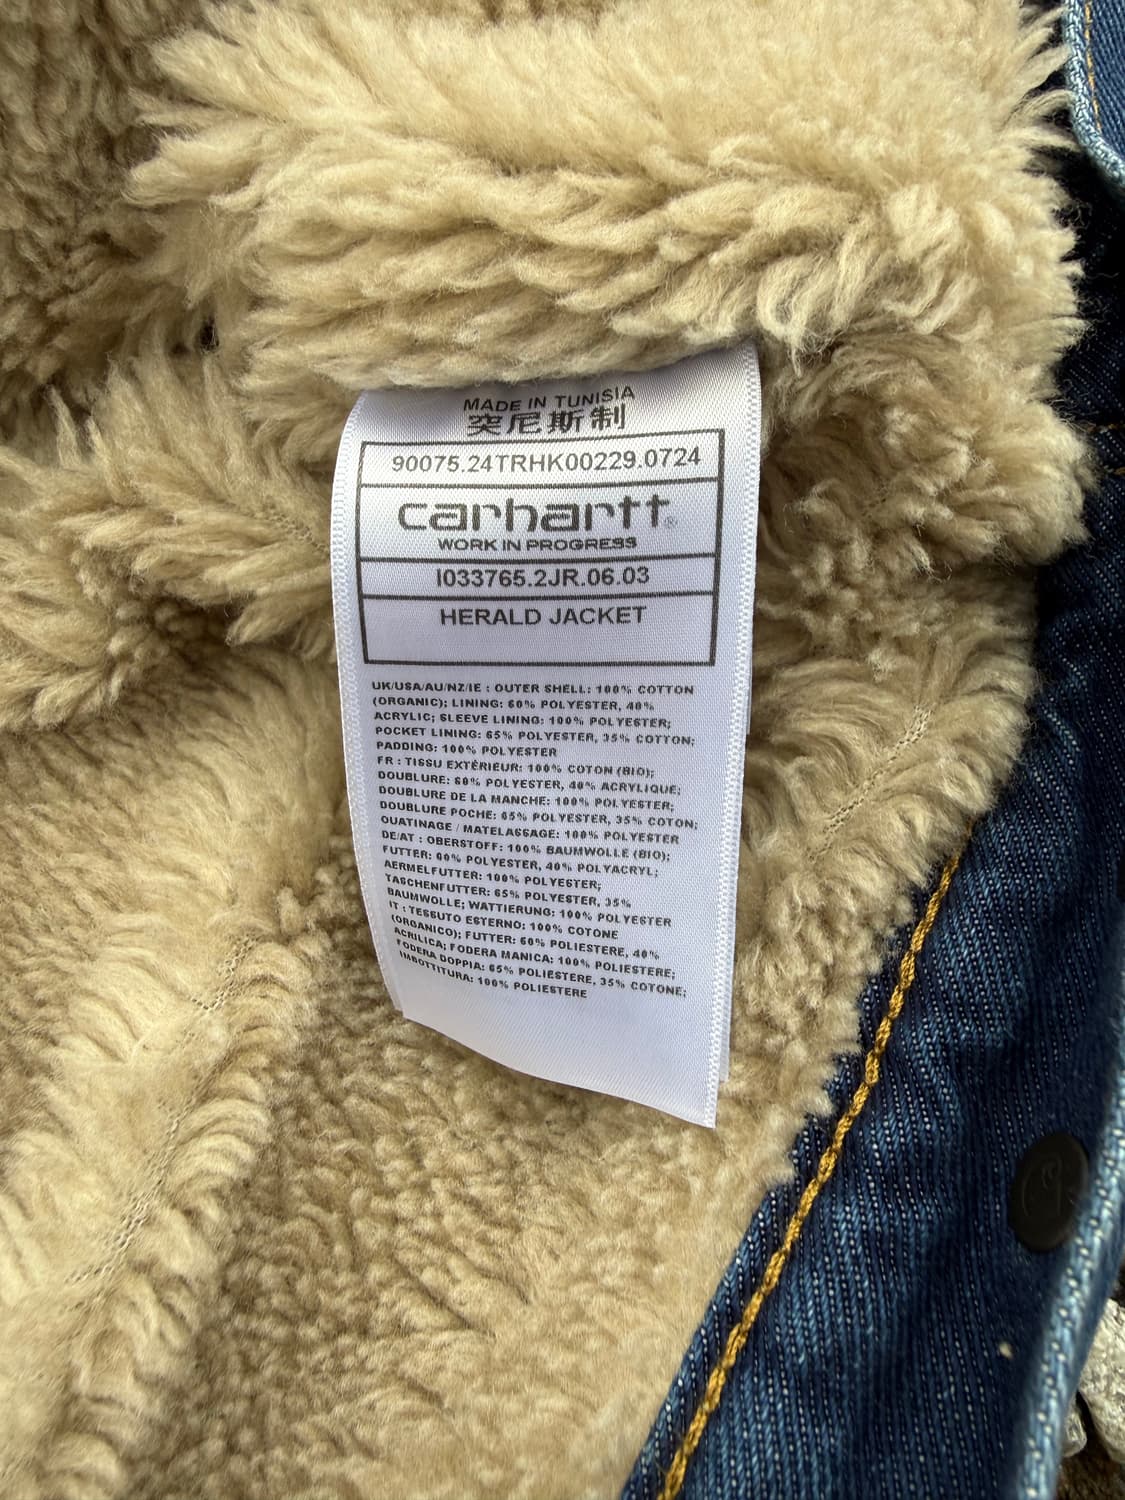 MADE IN TUNISIA
突尼斯制
90075.24TRHK00229.0724
carhartt®
WORK IN PROGRESS
I033765.2JR.06.03
HERALD JACKET
UK/USA/AU/NZ/IE : OUTER SHELL: 100% COTTON
(ORGANIC); LINING: 60% POLYESTER, 40%
ACRYLIC; SLEEVE LINING: 100% POLYESTER;
POCKET LINING: 65% POLYESTER, 35% COTTON;
PADDING: 100% POLYESTER
FR : TISSU EXTÉRIEUR: 100% COTON (BIO);
DOUBLURE: 60% POLYESTER, 40% ACRYLIQUE;
DOUBLURE DE LA MANCHE: 100% POLYESTER;
DOUBLURE POCHE: 65% POLYESTER, 35% COTON;
OUATINAGE / MATELASSAGE: 100% POLYESTER
DE/AT : OBERSTOFF: 100% BAUMWOLLE (BIO);
FUTTER: 60% POLYESTER, 40% POLYACRYL;
AERMELFUTTER: 100% POLYESTER;
TASCHENFUTTER: 65% POLYESTER, 35%
BAUMWOLLE; WATTIERUNG: 100% POLYESTER
IT : TESSUTO ESTERNO: 100% COTONE
(ORGANICO); FUTTER: 60% POLIESTERE, 40%
ACRILICA; FODERA MANICA: 100% POLIESTERE;
FODERA DOPPIA: 65% POLIESTERE, 35% COTONE;
IMBOTTITURA: 100% POLIESTERE